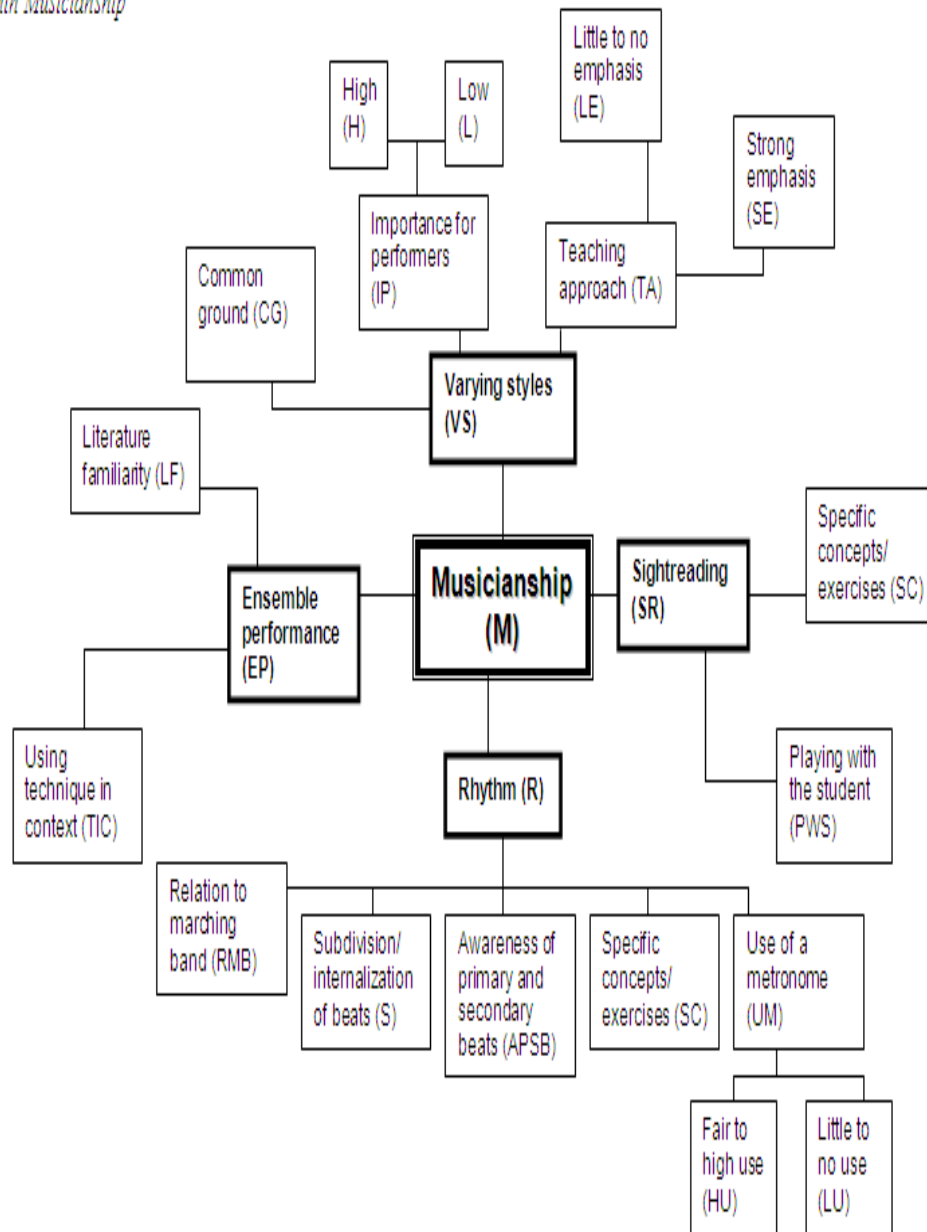 Musicianship
Little to no
emphasis
(LE)
High
(H)
Low
(L)
Strong
emphasis
(SE)
Importance for
performers
(IP)
Teaching
approach (TA)
Common
ground (CG)
Varying styles
(VS)
Literature
familiarity (LF)
Specific
concepts/
exercises (SC)
Musicianship
(M)
Sightreading
(SR)
Ensemble
performance
(EP)
Using
technique in
context (TIC)
Playing with
the student
(PWS)
Rhythm (R)
Relation to
marching
band (RMB)
Subdivision/
internalization
of beats (S)
Awareness of
primary and
secondary
beats (APSB)
Specific
concepts/
exercises (SC)
Use of a
metronome
(UM)
Fair to
high use
(HU)
Little to
no use
(LU)